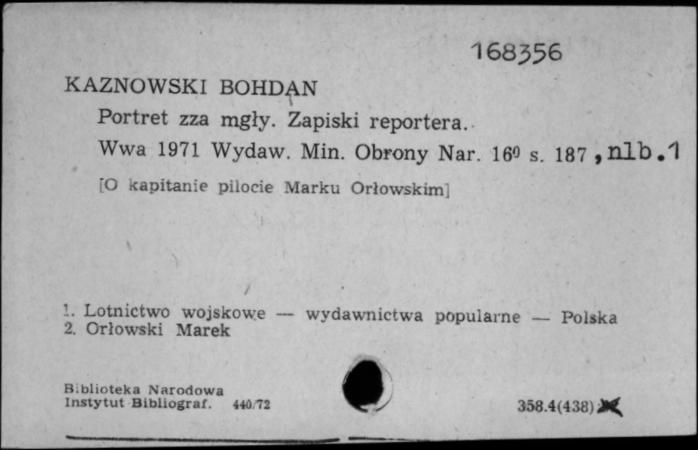 168356
KAZNOWSKI BOHDAN
Portret zza mgły. Zapiski reportera.
Wwa 1971 Wydaw. Min. Obrony Nar. 16⁰ s. 187, nlb.1
[O kapitanie pilocie Marku Orłowskim]
1. Lotnictwo wojskowe — wydawnictwa popularne — Polska
2. Orłowski Marek
Biblioteka Narodowa
Instytut Bibliograf. 440/72
358.4(438)